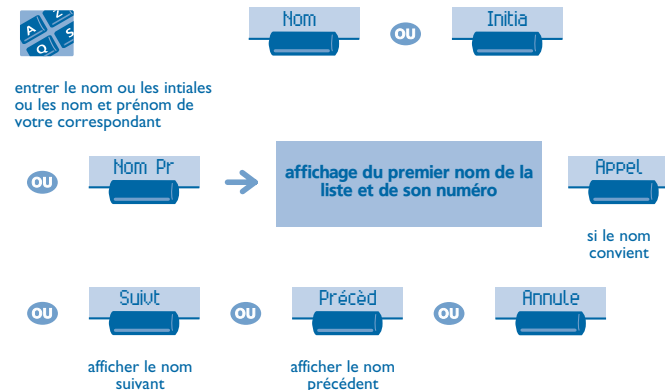 A Z
Q S
Nom
OU
Initia
entrer le nom ou les intiales
ou les nom et prénom de
votre correspondant
OU
Nom Pr
affichage du premier nom de la
liste et de son numéro
Appel
si le nom
convient
OU
Suivt
OU
Précèd
OU
Annule
afficher le nom
suivant
afficher le nom
précédent